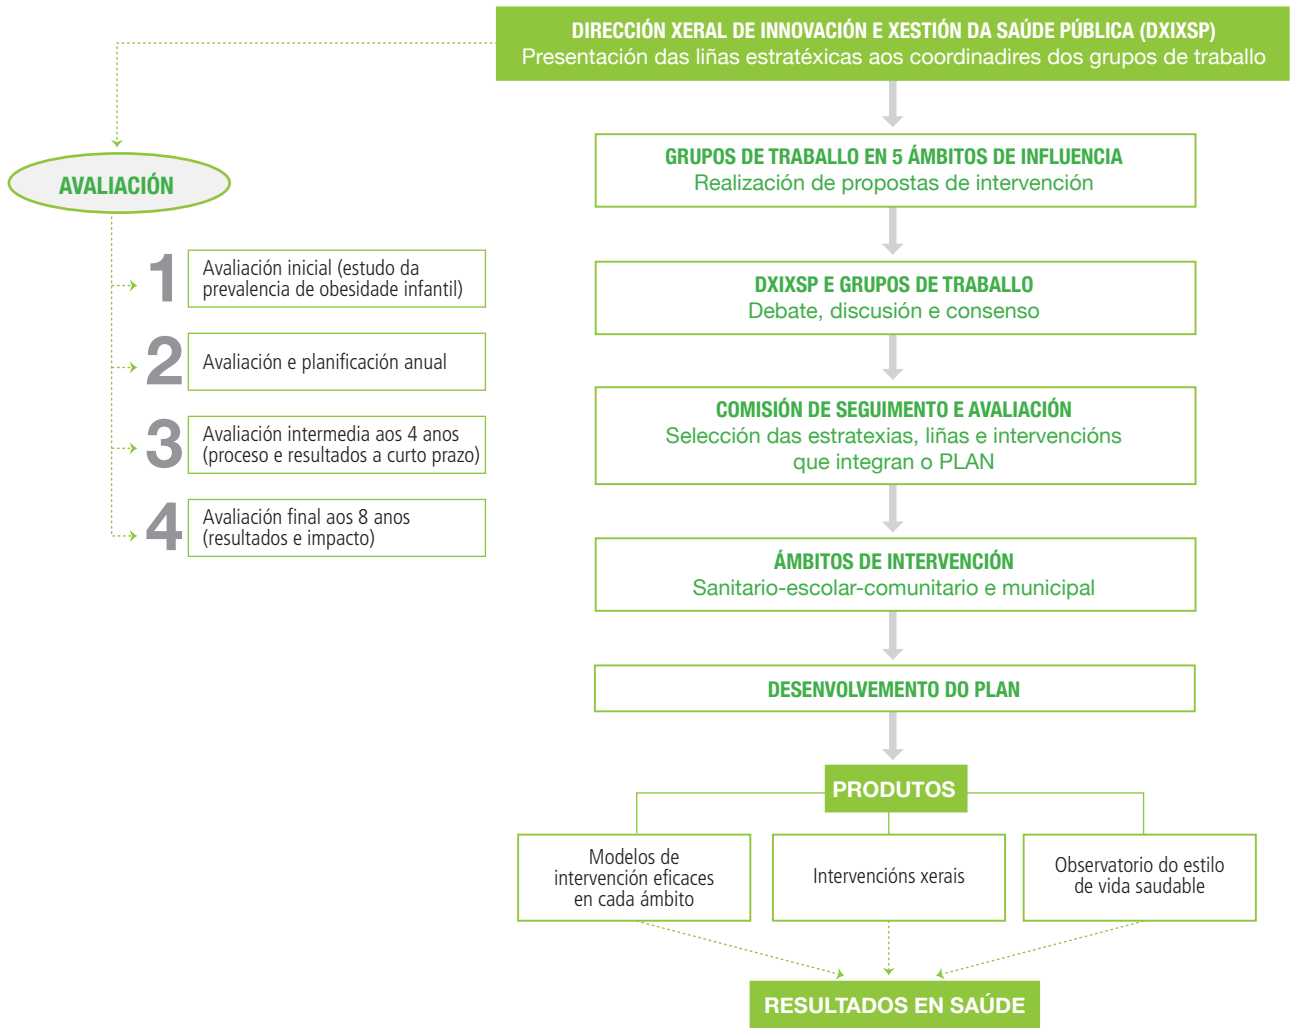 DIRECCIÓN XERAL DE INNOVACIÓN E XESTIÓN DA SAÚDE PÚBLICA (DXIXSP)
Presentación das liñas estratéxicas aos coordinadires dos grupos de traballo
GRUPOS DE TRABALLO EN 5 ÁMBITOS DE INFLUENCIA
Realización de propostas de intervención
AVALIACIÓN
1
Avaliación inicial (estudo da
prevalencia de obesidade infantil)
2
Avaliación e planificación anual
3
Avaliación intermedia aos 4 anos
(proceso e resultados a curto prazo)
4
Avaliación final aos 8 anos
(resultados e impacto)
DXIXSP E GRUPOS DE TRABALLO
Debate, discusión e consenso
COMISIÓN DE SEGUIMENTO E AVALIACIÓN
Selección das estratexias, liñas e intervencións
que integran o PLAN
ÁMBITOS DE INTERVENCIÓN
Sanitario-escolar-comunitario e municipal
DESENVOLVEMENTO DO PLAN
PRODUTOS
Modelos de
intervención eficaces
en cada ámbito
Intervencións xerais
Observatorio do estilo
de vida saudable
RESULTADOS EN SAÚDE